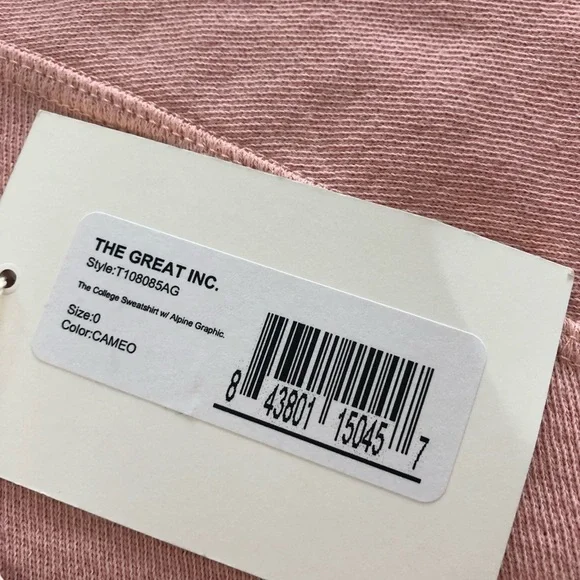 THE GREAT INC.
Style:T108085AG
The College Sweatshirt w/ Alpine Graphic.
Size:0
Color:CAMEO
8 43801 15045 7